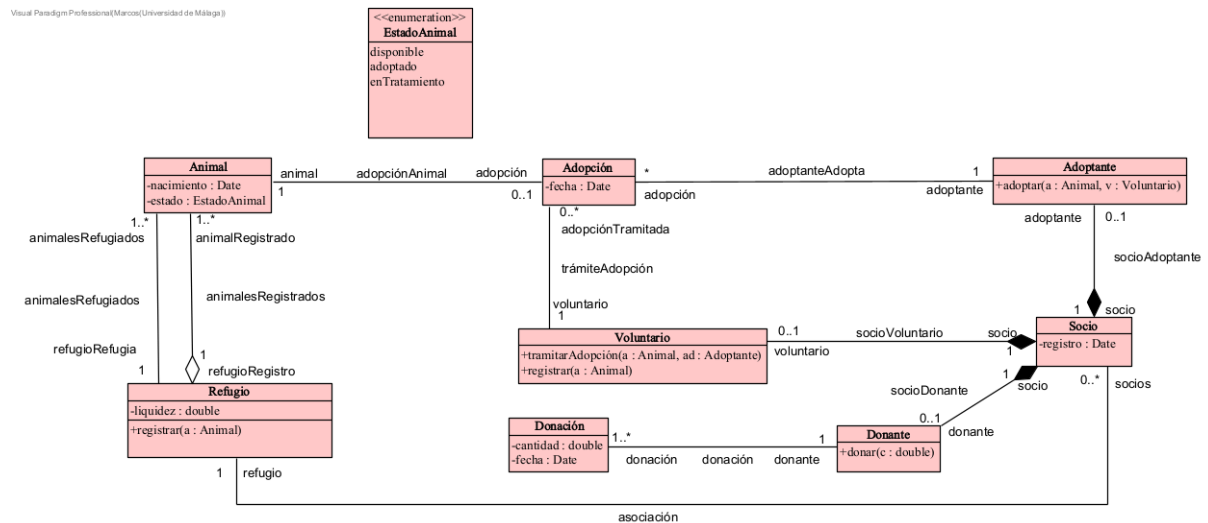 Visual Paradigm Professional(Marcos(Universidad de Málaga))
<<enumeration>>
EstadoAnimal
disponible
adoptado
enTratamiento
Animal
-nacimiento : Date
-estado : EstadoAnimal
animal
adopciónAnimal
adopción
1
0..1
Adopción
-fecha : Date
*
adoptanteAdopta
1
adopción
adoptante
Adoptante
+adoptar(a : Animal, v : Voluntario)
1..*
1..*
animalesRefugiados
animalRegistrado
0..*
adopciónTramitada
adoptante
0..1
trámiteAdopción
socioAdoptante
animalesRefugiados
animalesRegistrados
voluntario
1
1
socio
refugioRefugia
1
1
refugioRegistro
Voluntario
+tramitarAdopción(a : Animal, ad : Adoptante)
+registrar(a : Animal)
0..1
socioVoluntario
socio
voluntario
1
Socio
-registro : Date
Refugio
-liquidez : double
+registrar(a : Animal)
1
socio
0..*
socios
socioDonante
0..1
donante
Donación
-cantidad : double
-fecha : Date
1..*
1
donación
donación
donante
Donante
+donar(c : double)
1
refugio
asociación